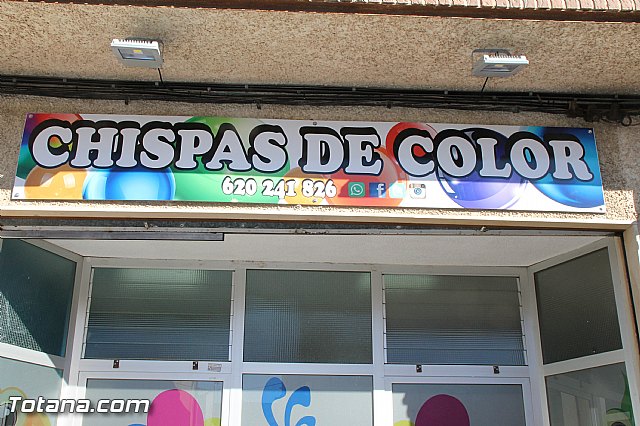 CHISPAS DE COLOR
620 241 826
Totana.com